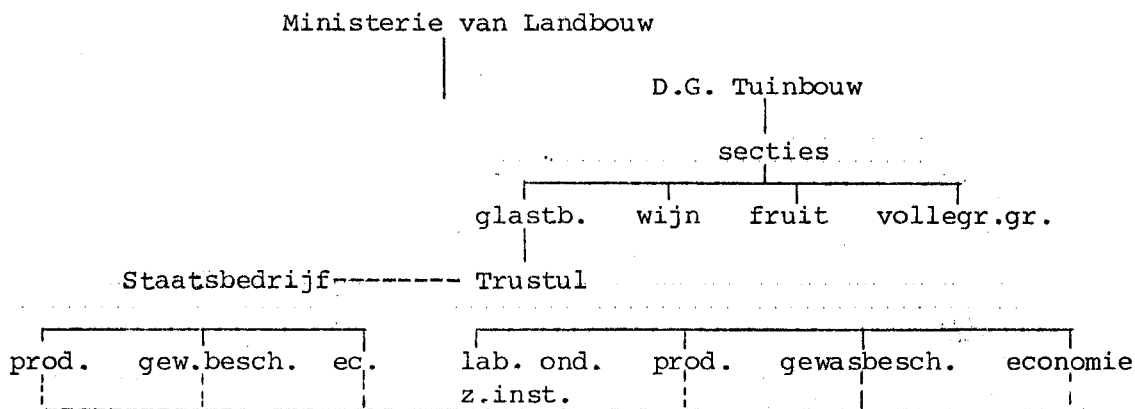 Ministerie van Landbouw
D.G. Tuinbouw
secties
glastb. wijn fruit vollegr.gr.
Staatsbedrijf Trustul
prod. gew.besch. ec. lab. ond. prod. gewasbesch. economie
z.inst.